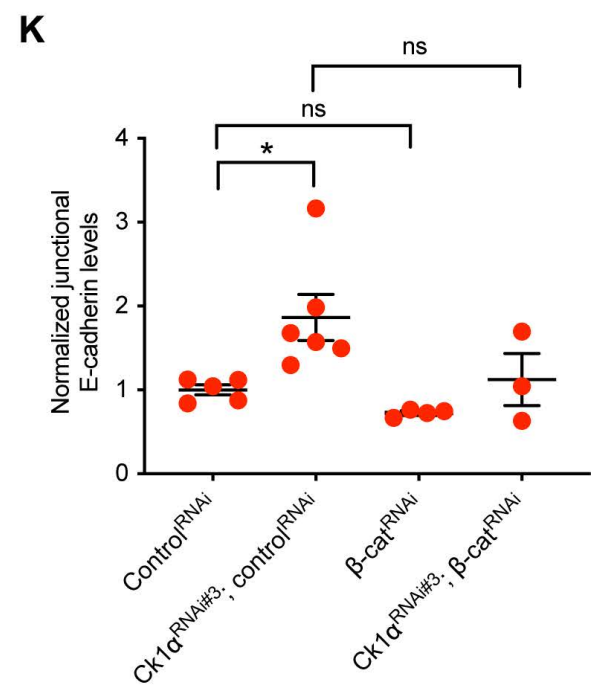 K
ns
ns
*
4
3
2
1
0
Normalized junctional
E-cadherin levels
Control^RNAi
Ck1α^RNAi#3; control^RNAi
β-cat^RNAi
Ck1α^RNAi#3; β-cat^RNAi